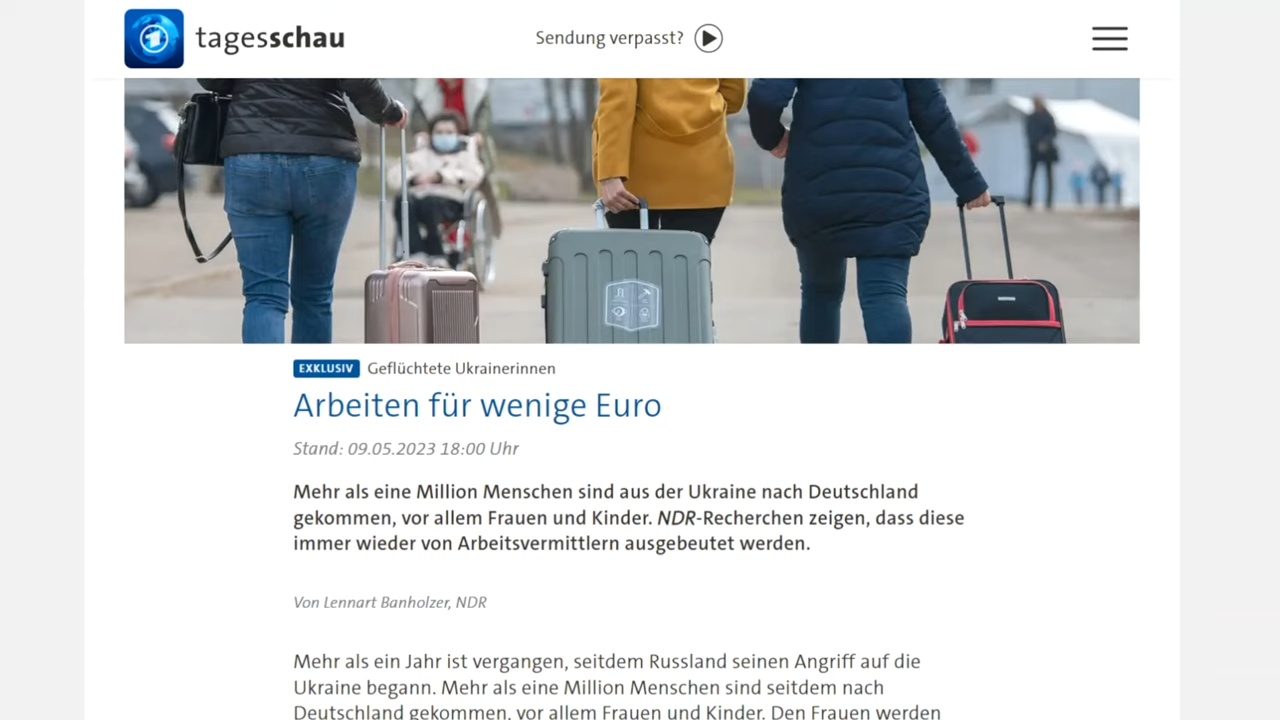 tagesschau
Sendung verpasst?
EXKLUSIV Geflüchtete Ukrainerinnen
Arbeiten für wenige Euro
Stand: 09.05.2023 18:00 Uhr
Mehr als eine Million Menschen sind aus der Ukraine nach Deutschland
gekommen, vor allem Frauen und Kinder. NDR-Recherchen zeigen, dass diese
immer wieder von Arbeitsvermittlern ausgebeutet werden.
Von Lennart Banholzer, NDR
Mehr als ein Jahr ist vergangen, seitdem Russland seinen Angriff auf die
Ukraine begann. Mehr als eine Million Menschen sind seitdem nach
Deutschland gekommen, vor allem Frauen und Kinder. Den Frauen werden